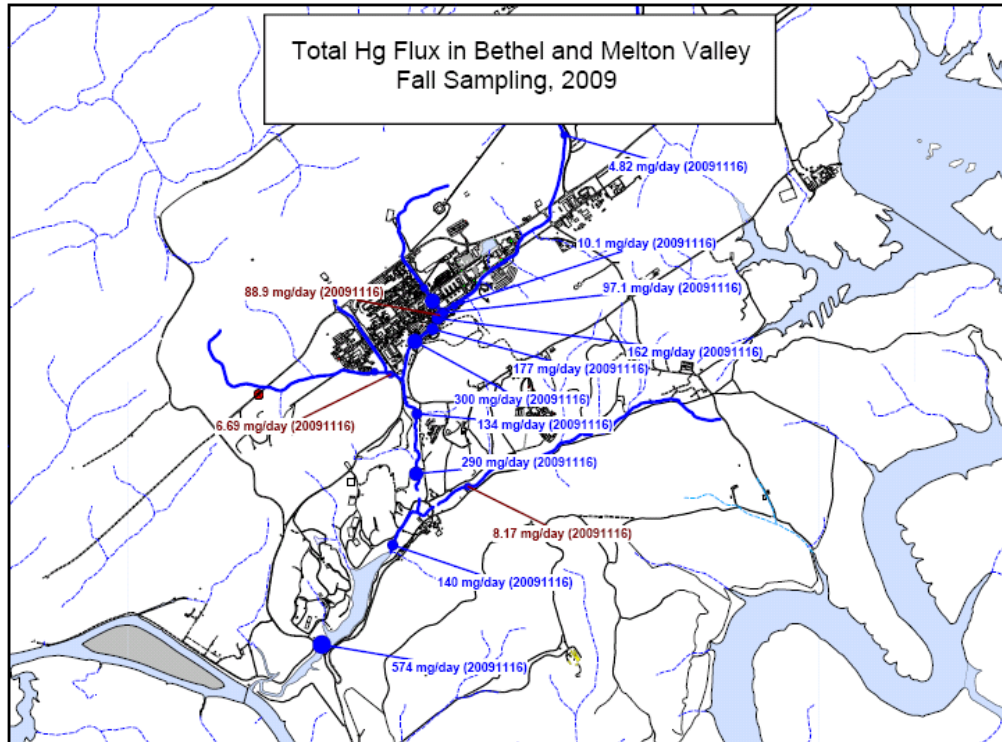 Total Hg Flux in Bethel and Melton Valley
Fall Sampling, 2009
4.82 mg/day (20091116)
10.1 mg/day (20091116)
88.9 mg/day (20091116)
97.1 mg/day (20091116)
162 mg/day (20091116)
177 mg/day (20091116)
300 mg/day (20091116)
6.69 mg/day (20091116)
134 mg/day (20091116)
290 mg/day (20091116)
8.17 mg/day (20091116)
140 mg/day (20091116)
574 mg/day (20091116)